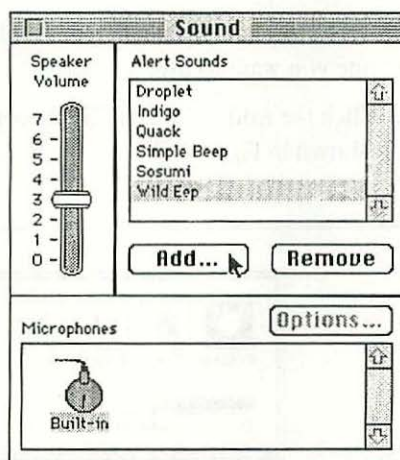 Sound
Speaker
Volume
7
6
5
4
3
2
1
0
Alert Sounds
Droplet
Indigo
Quack
Simple Beep
Sosumi
Wild Eep
Add...
Remove
Options...
Microphones
Built-in